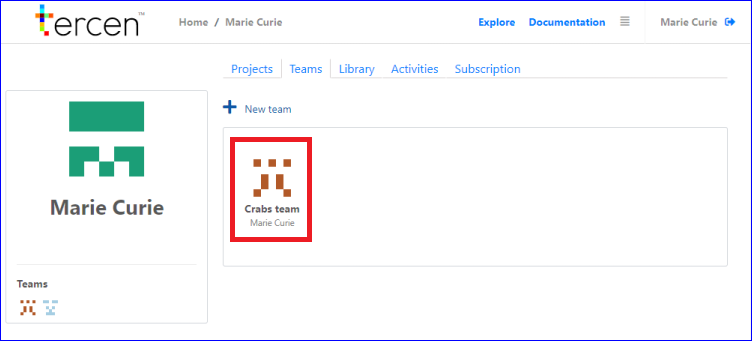 tercen™
Home / Marie Curie
Explore
Documentation
Marie Curie
Projects
Teams
Library
Activities
Subscription
New team
Marie Curie
Teams
Crabs team
Marie Curie